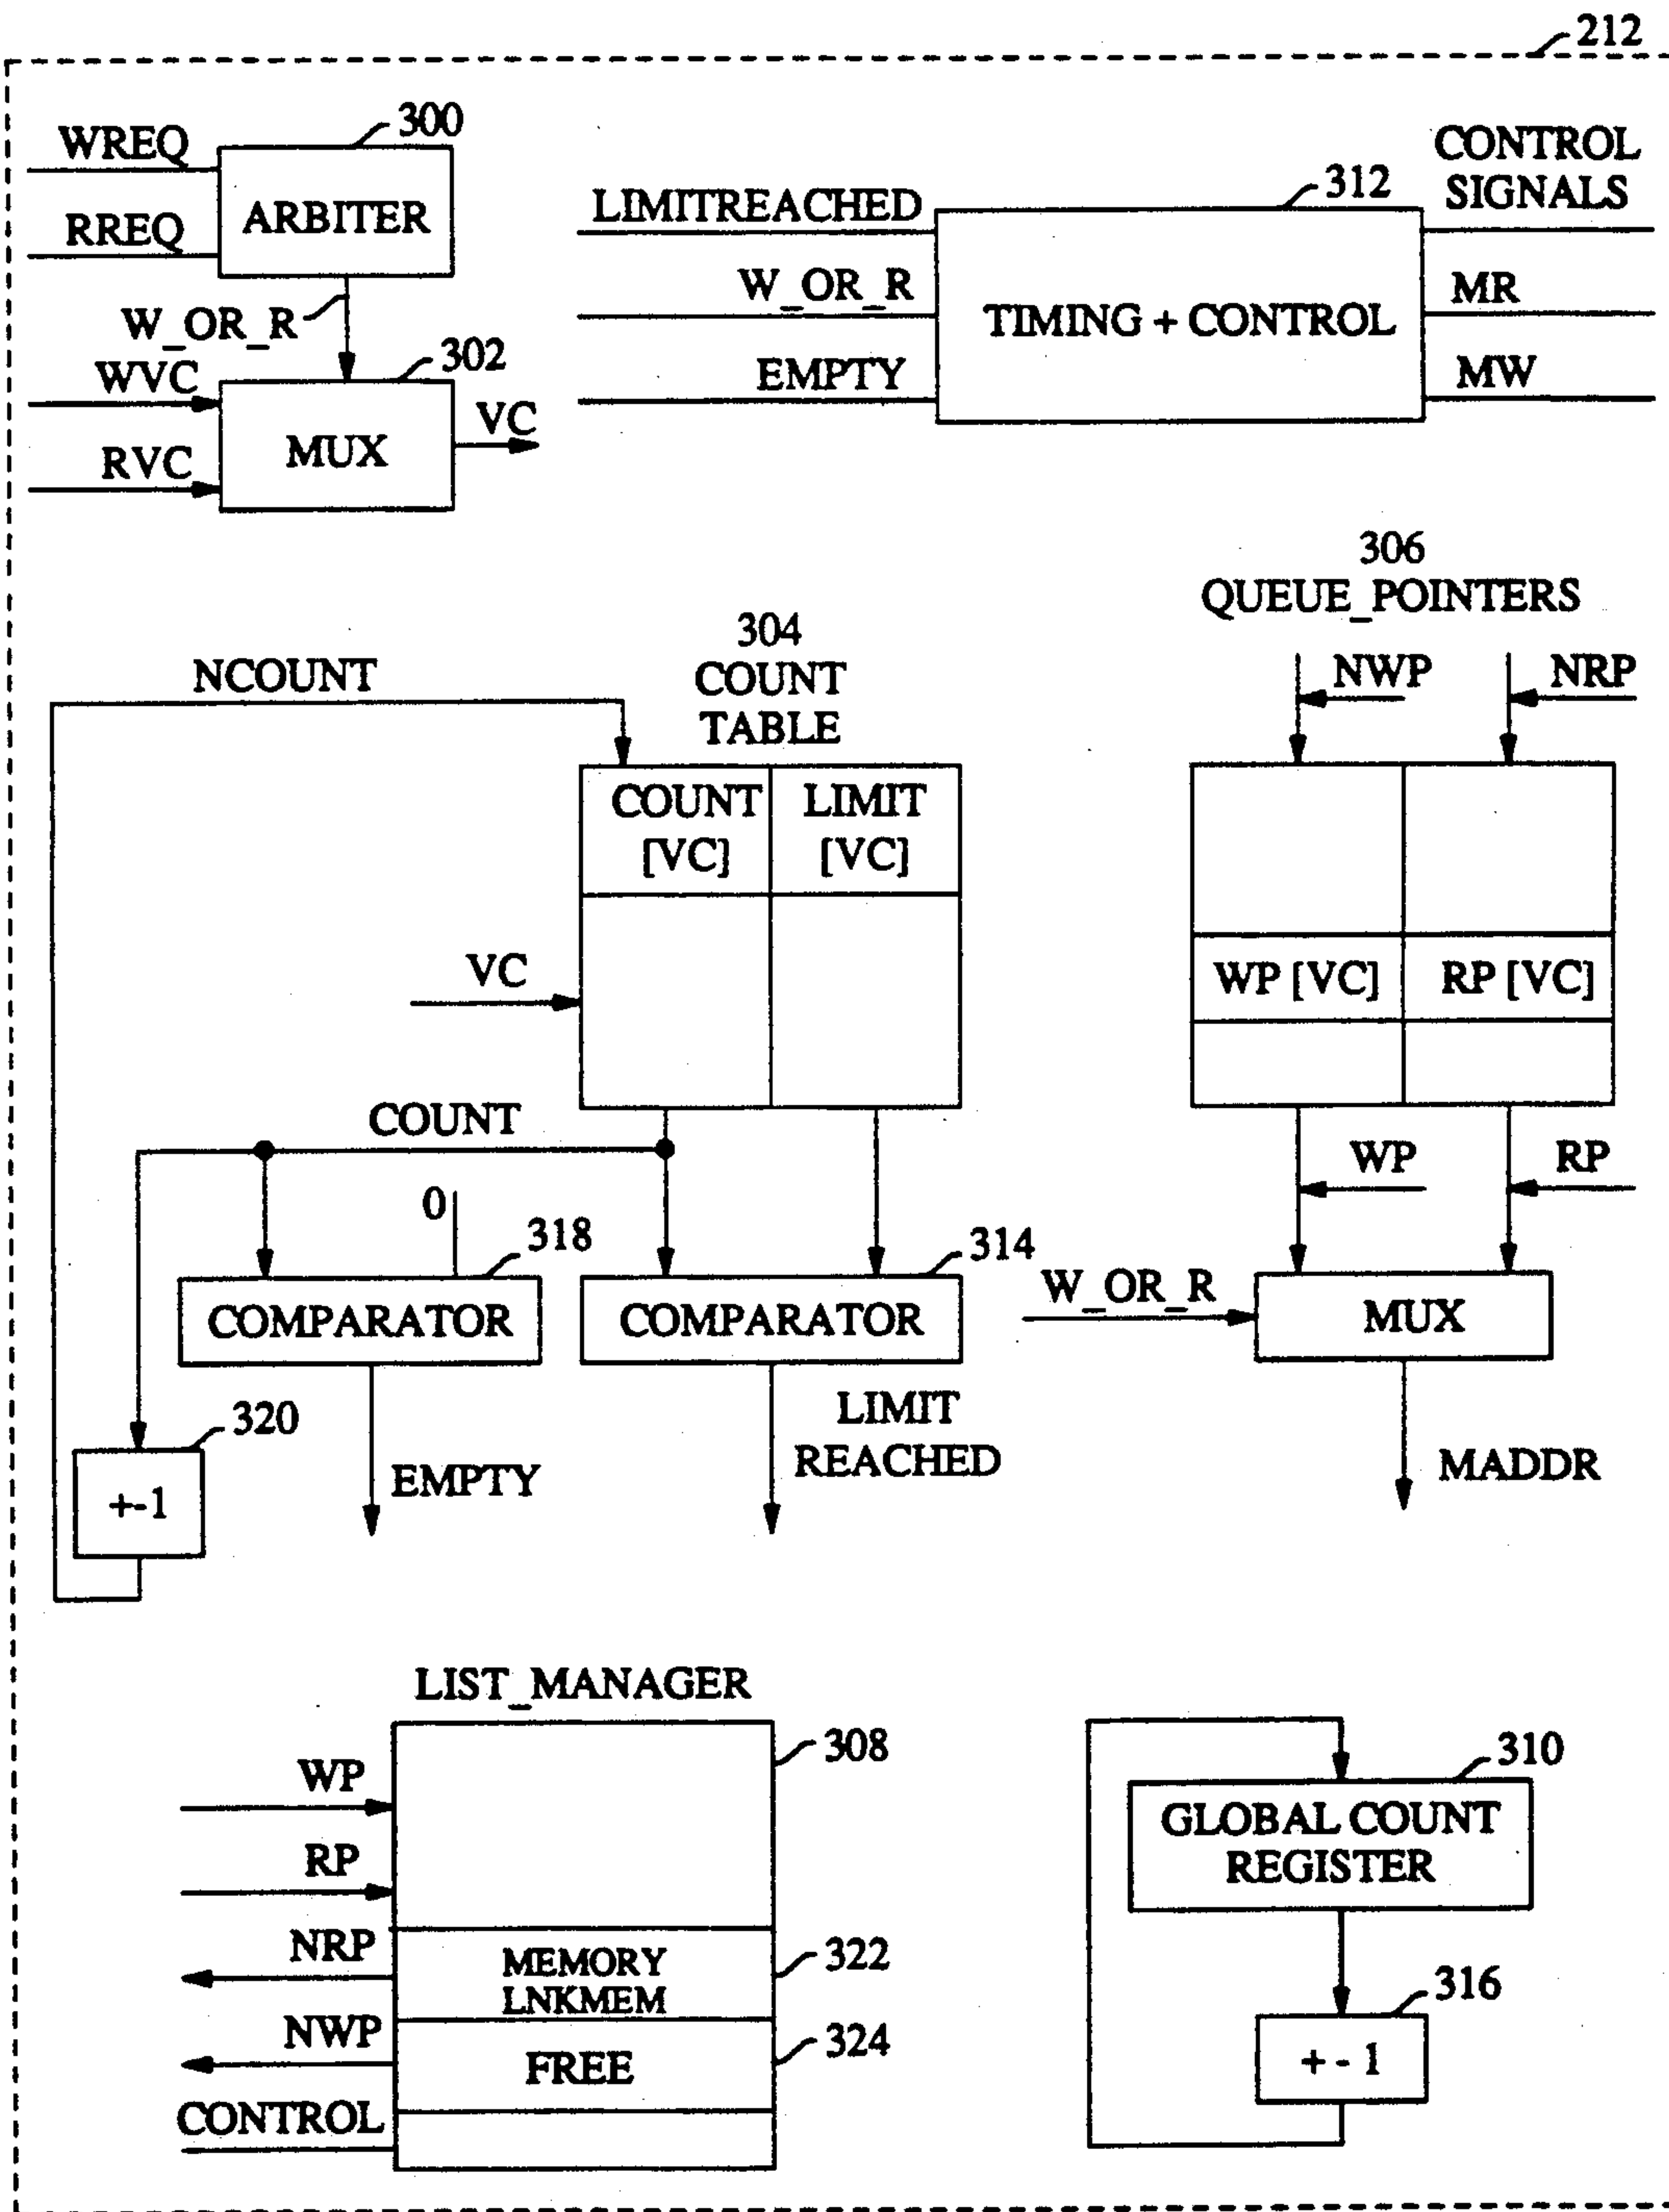 212
WREQ
RREQ
300
ARBITER
W_OR_R
302
WVC
RVC
MUX
VC
LIMITREACHED
W_OR_R
EMPTY
312
TIMING + CONTROL
CONTROL
SIGNALS
MR
MW
306
QUEUE_POINTERS
NWP
NRP
WP [VC]
RP [VC]
WP
RP
W_OR_R
MUX
MADDR
NCOUNT
304
COUNT
TABLE
COUNT
[VC]
LIMIT
[VC]
VC
COUNT
0
318
COMPARATOR
314
COMPARATOR
320
+-1
EMPTY
LIMIT
REACHED
LIST_MANAGER
308
WP
RP
NRP
MEMORY
LNKMEM
322
NWP
FREE
324
CONTROL
310
GLOBAL COUNT
REGISTER
316
+ - 1